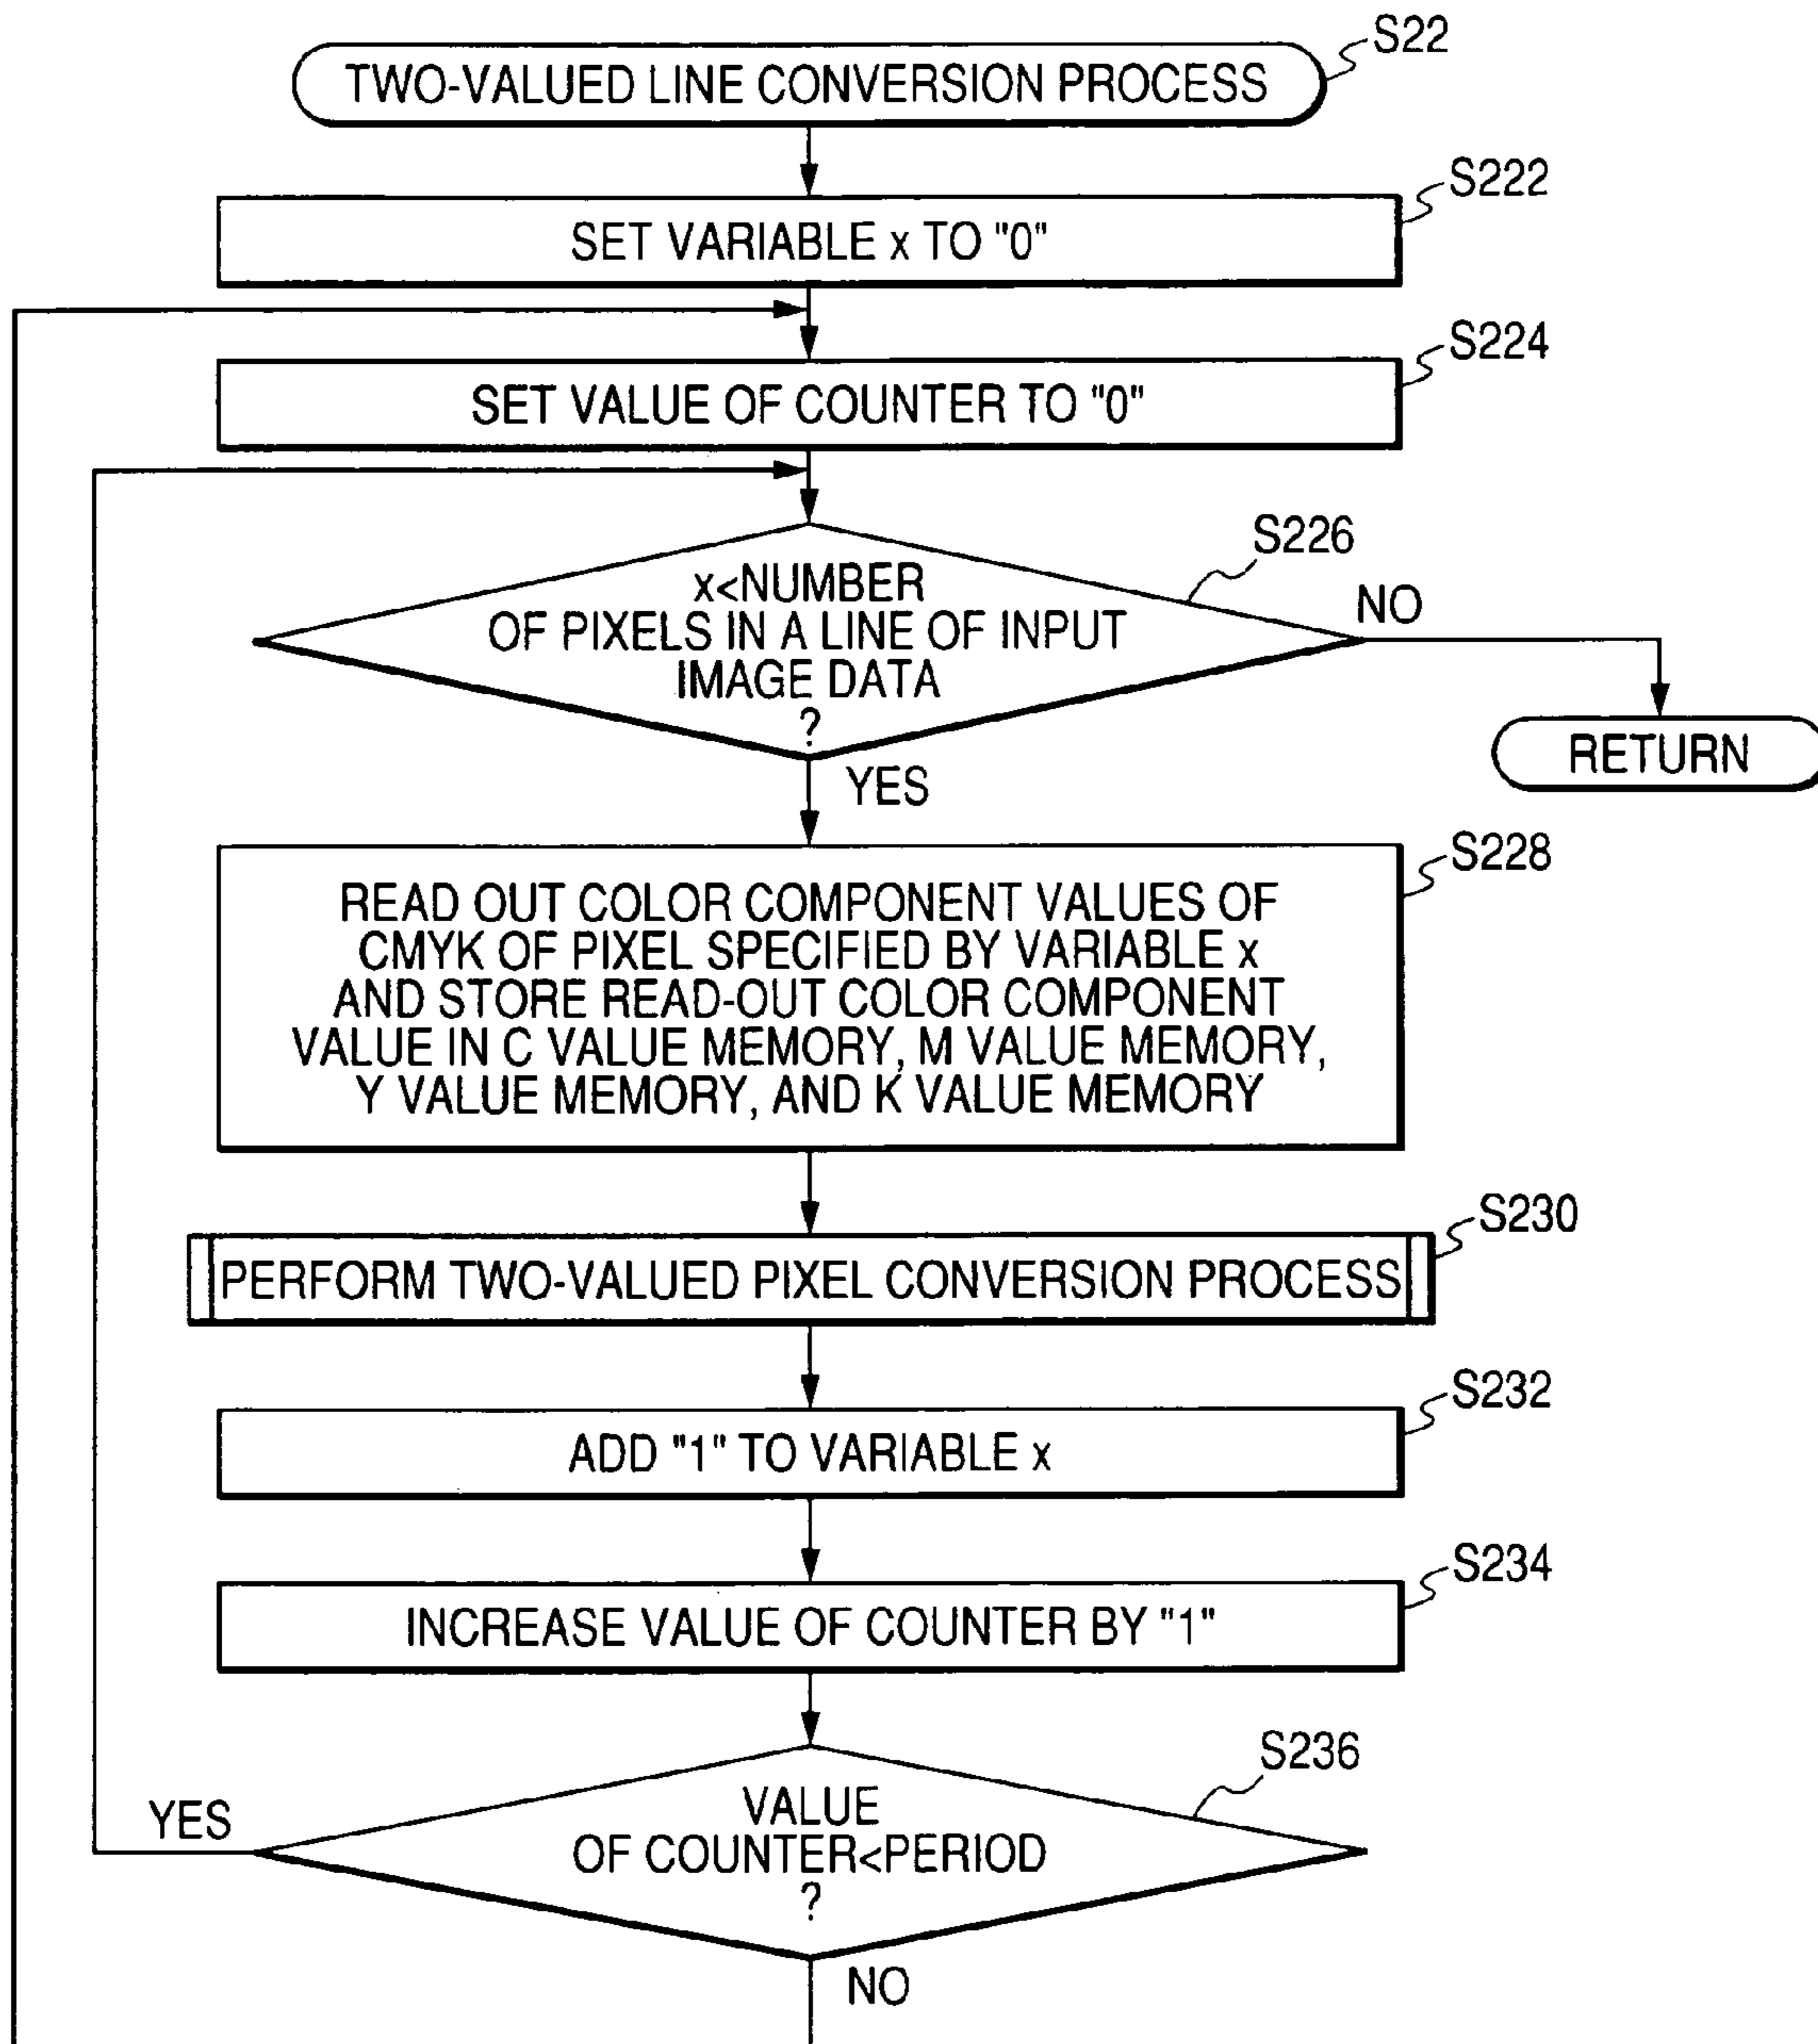 S22
TWO-VALUED LINE CONVERSION PROCESS
S222
SET VARIABLE x TO "0"
S224
SET VALUE OF COUNTER TO "0"
S226
x<NUMBER
OF PIXELS IN A LINE OF INPUT
IMAGE DATA
?
NO
RETURN
YES
S228
READ OUT COLOR COMPONENT VALUES OF
CMYK OF PIXEL SPECIFIED BY VARIABLE x
AND STORE READ-OUT COLOR COMPONENT
VALUE IN C VALUE MEMORY, M VALUE MEMORY,
Y VALUE MEMORY, AND K VALUE MEMORY
S230
PERFORM TWO-VALUED PIXEL CONVERSION PROCESS
S232
ADD "1" TO VARIABLE x
S234
INCREASE VALUE OF COUNTER BY "1"
S236
YES
VALUE
OF COUNTER<PERIOD
?
NO